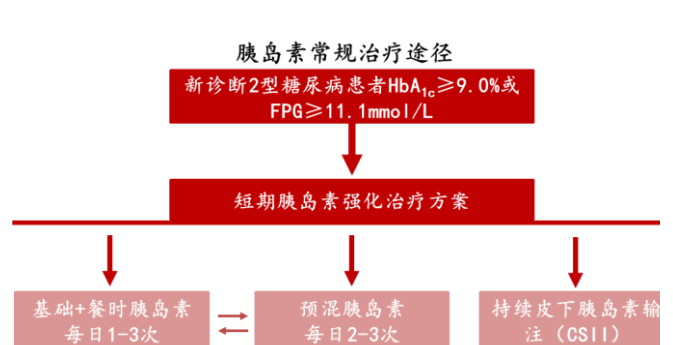 胰岛素常规治疗途径
新诊断2型糖尿病患者HbA1c≥9.0%或
FPG≥11.1mmol/L
短期胰岛素强化治疗方案
基础+餐时胰岛素
每日1-3次
预混胰岛素
每日2-3次
持续皮下胰岛素输
注（CSII）